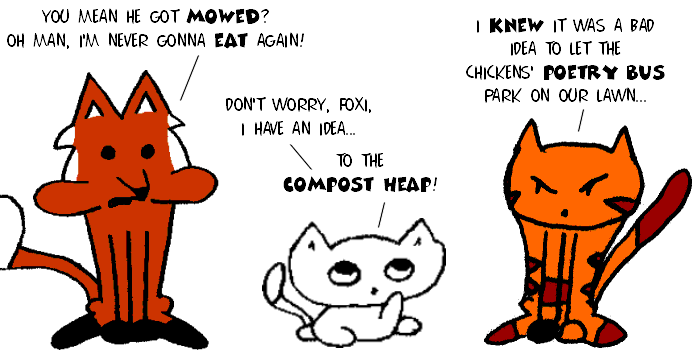 YOU MEAN HE GOT MOWED?
OH MAN, I'M NEVER GONNA EAT AGAIN!
DON'T WORRY, FOXI,
I HAVE AN IDEA...
TO THE
COMPOST HEAP!
I KNEW IT WAS A BAD
IDEA TO LET THE
CHICKENS' POETRY BUS
PARK ON OUR LAWN...